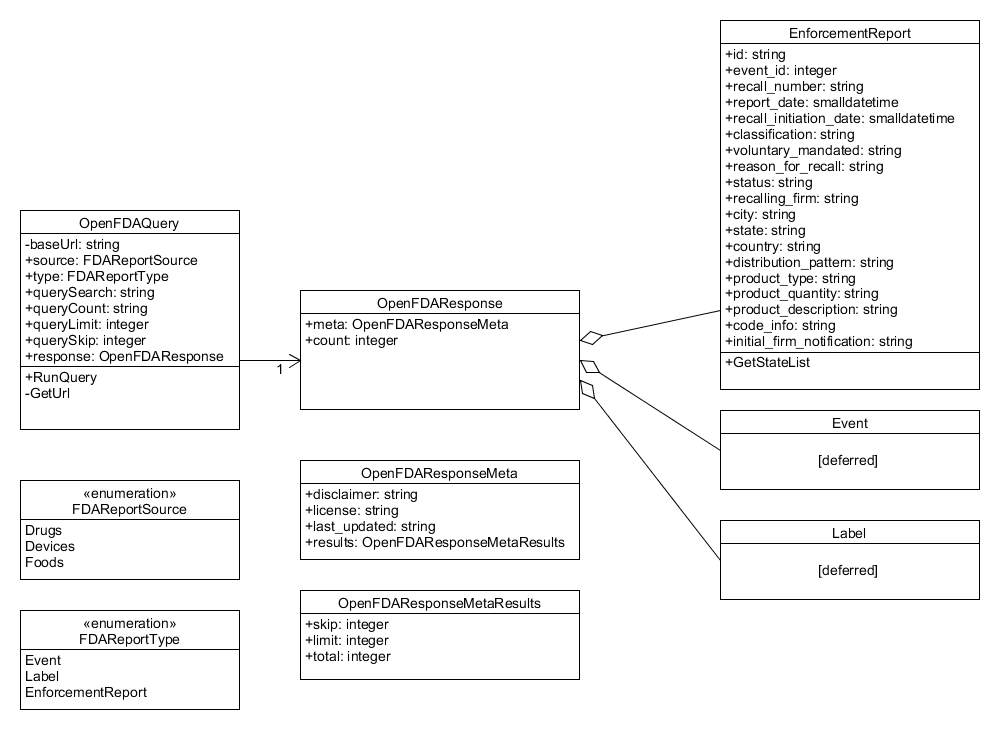 OpenFDAQuery
-baseUrl: string
+source: FDAReportSource
+type: FDAReportType
+querySearch: string
+queryCount: string
+queryLimit: integer
+querySkip: integer
+response: OpenFDAResponse
+RunQuery
-GetUrl
1
«enumeration»
FDAReportSource
Drugs
Devices
Foods
«enumeration»
FDAReportType
Event
Label
EnforcementReport
OpenFDAResponse
+meta: OpenFDAResponseMeta
+count: integer
OpenFDAResponseMeta
+disclaimer: string
+license: string
+last_updated: string
+results: OpenFDAResponseMetaResults
OpenFDAResponseMetaResults
+skip: integer
+limit: integer
+total: integer
EnforcementReport
+id: string
+event_id: integer
+recall_number: string
+report_date: smalldatetime
+recall_initiation_date: smalldatetime
+classification: string
+voluntary_mandated: string
+reason_for_recall: string
+status: string
+recalling_firm: string
+city: string
+state: string
+country: string
+distribution_pattern: string
+product_type: string
+product_quantity: string
+product_description: string
+code_info: string
+initial_firm_notification: string
+GetStateList
Event
[deferred]
Label
[deferred]